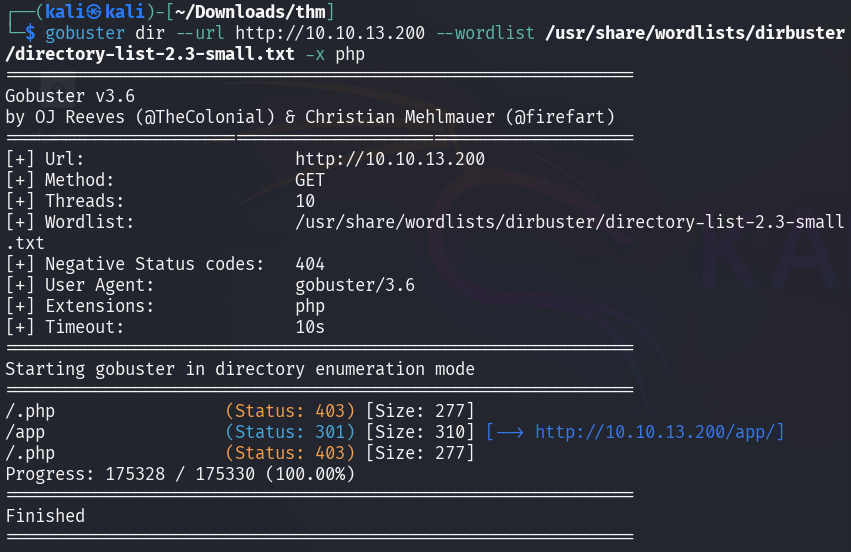 ┌──(kali㉿kali)-[~/Downloads/thm]
└─$ gobuster dir --url http://10.10.13.200 --wordlist /usr/share/wordlists/dirbuster
/directory-list-2.3-small.txt -x php
===============================================================
Gobuster v3.6
by OJ Reeves (@TheColonial) & Christian Mehlmauer (@firefart)
===============================================================
[+] Url:                     http://10.10.13.200
[+] Method:                  GET
[+] Threads:                 10
[+] Wordlist:                /usr/share/wordlists/dirbuster/directory-list-2.3-small
.txt
[+] Negative Status codes:   404
[+] User Agent:              gobuster/3.6
[+] Extensions:              php
[+] Timeout:                 10s
===============================================================
Starting gobuster in directory enumeration mode
===============================================================
/.php                 (Status: 403) [Size: 277]
/app                  (Status: 301) [Size: 310] [--> http://10.10.13.200/app/]
/.php                 (Status: 403) [Size: 277]
Progress: 175328 / 175330 (100.00%)
===============================================================
Finished
===============================================================
KA